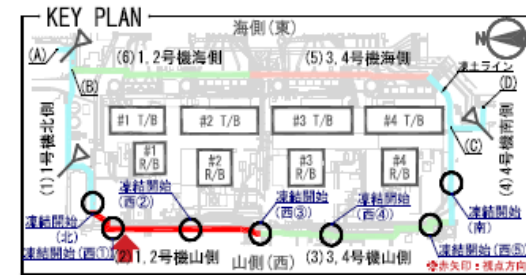 KEY PLAN
海側(東)
N
(A)
(6)1,2号機海側
(5)3,4号機海側
凍土ライン
(B)
(D)
#1 T/B
#2 T/B
#3 T/B
#4 T/B
(1)1号機北側
(C)
(4)4号機南側
#1
R/B
#2
R/B
#3
R/B
#4
R/B
凍結開始
(西②)
凍結開始
(西③)
凍結開始
(西④)
凍結開始
(北)
凍結開始
(南)
凍結開始(西①)
凍結開始(西⑤)
(2)1,2号機山側
山側(西)
(3)3,4号機山側
※赤矢印:視点方向